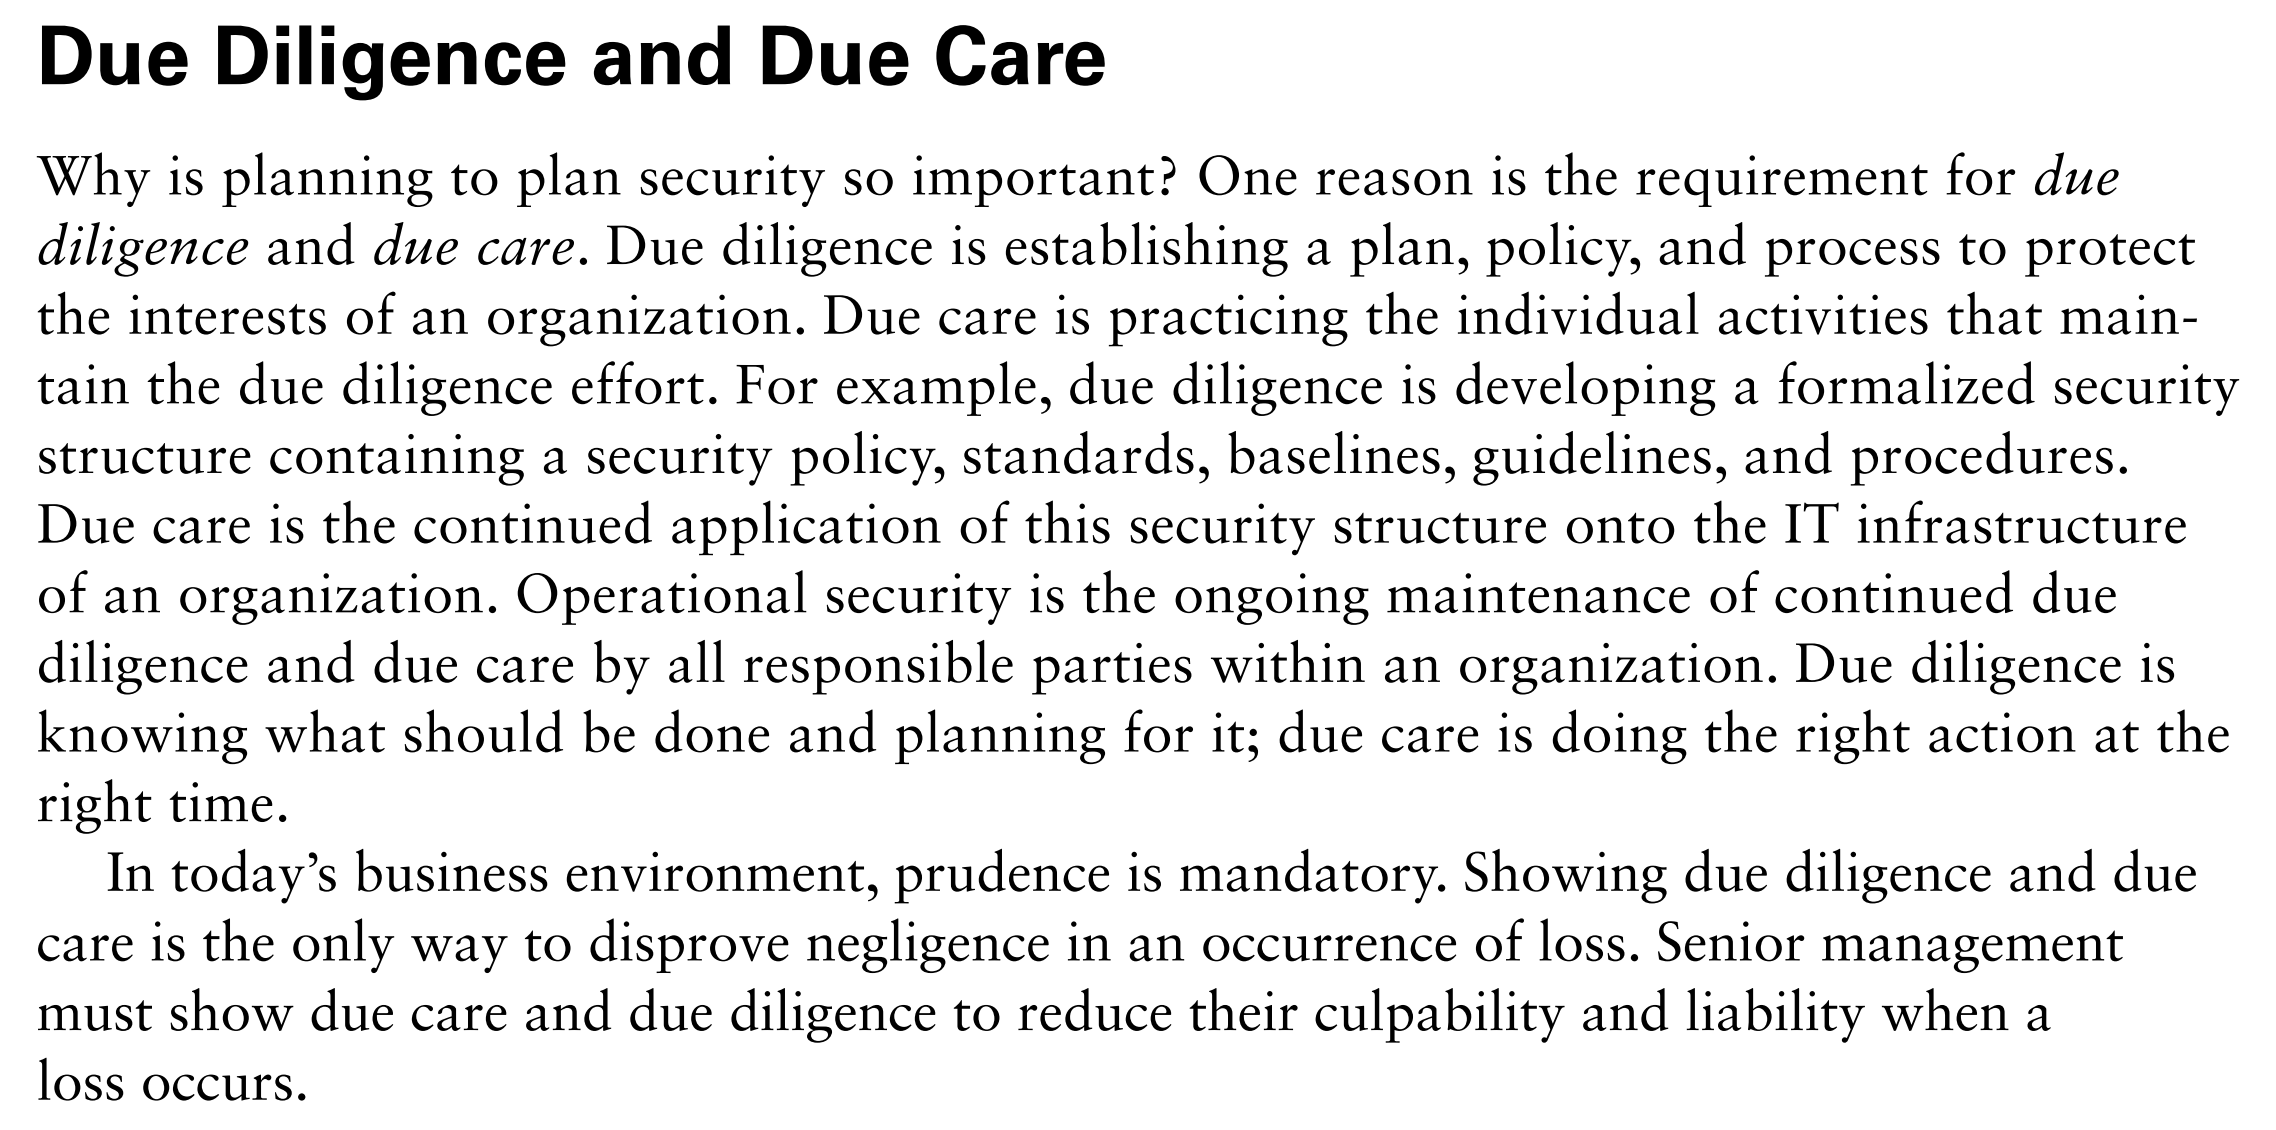 Due Diligence and Due Care
Why is planning to plan security so important? One reason is the requirement for due
diligence and due care. Due diligence is establishing a plan, policy, and process to protect
the interests of an organization. Due care is practicing the individual activities that main-
tain the due diligence effort. For example, due diligence is developing a formalized security
structure containing a security policy, standards, baselines, guidelines, and procedures.
Due care is the continued application of this security structure onto the IT infrastructure
of an organization. Operational security is the ongoing maintenance of continued due
diligence and due care by all responsible parties within an organization. Due diligence is
knowing what should be done and planning for it; due care is doing the right action at the
right time.
In today’s business environment, prudence is mandatory. Showing due diligence and due
care is the only way to disprove negligence in an occurrence of loss. Senior management
must show due care and due diligence to reduce their culpability and liability when a
loss occurs.